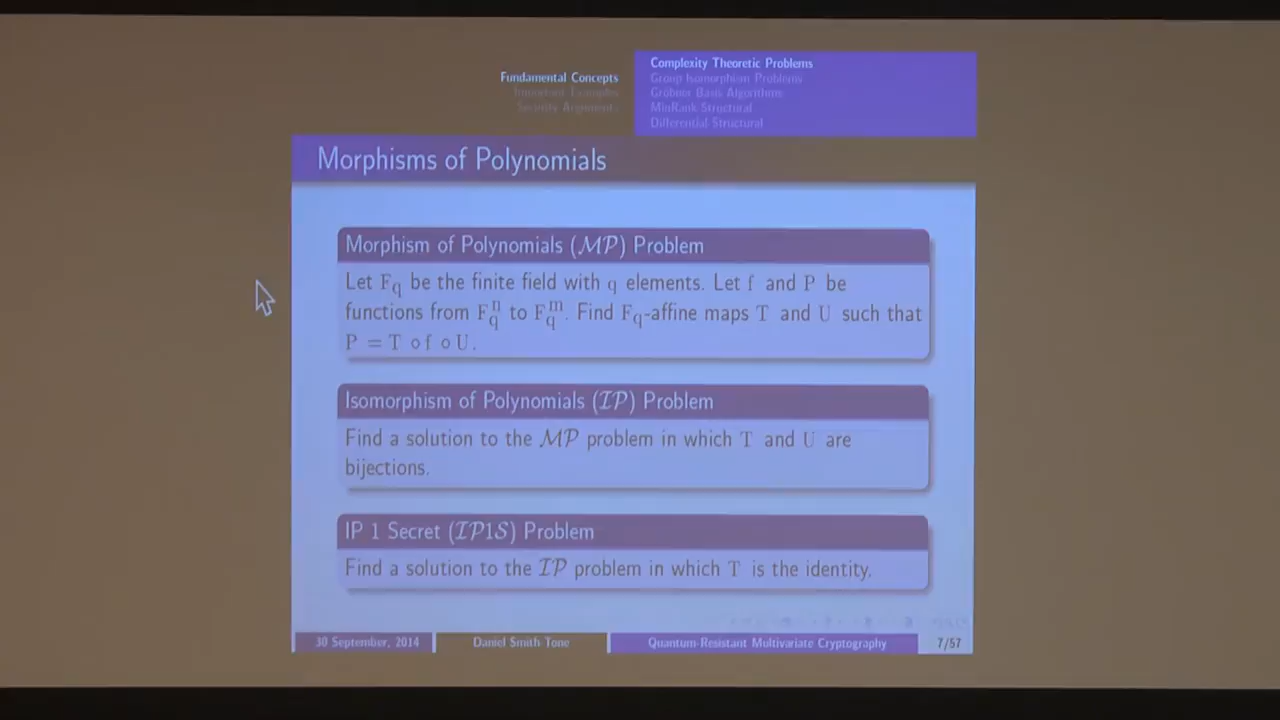 Fundamental Concepts
Important Examples
Security Arguments
Complexity Theoretic Problems
Group Isomorphism Problems
Gröbner Basis Algorithms
MinRank Structural
Differential Structural
Morphisms of Polynomials
Morphism of Polynomials (MP) Problem
Let F_q be the finite field with q elements. Let f and P be
functions from F_q^n to F_q^m. Find F_q-affine maps T and U such that
P = T ∘ f ∘ U.
Isomorphism of Polynomials (IP) Problem
Find a solution to the MP problem in which T and U are
bijections.
IP 1 Secret (IP1S) Problem
Find a solution to the IP problem in which T is the identity.
30 September, 2014
Daniel Smith-Tone
Quantum-Resistant Multivariate Cryptography
7/57